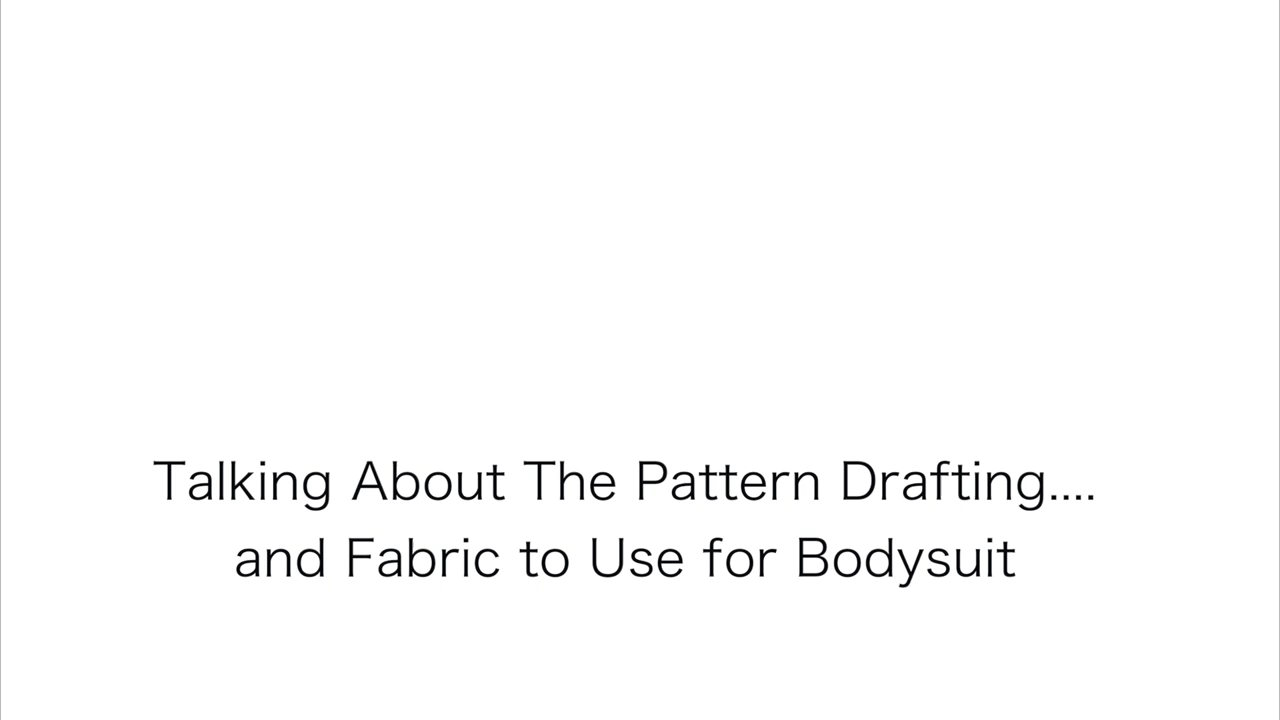 Talking About The Pattern Drafting....
and Fabric to Use for Bodysuit